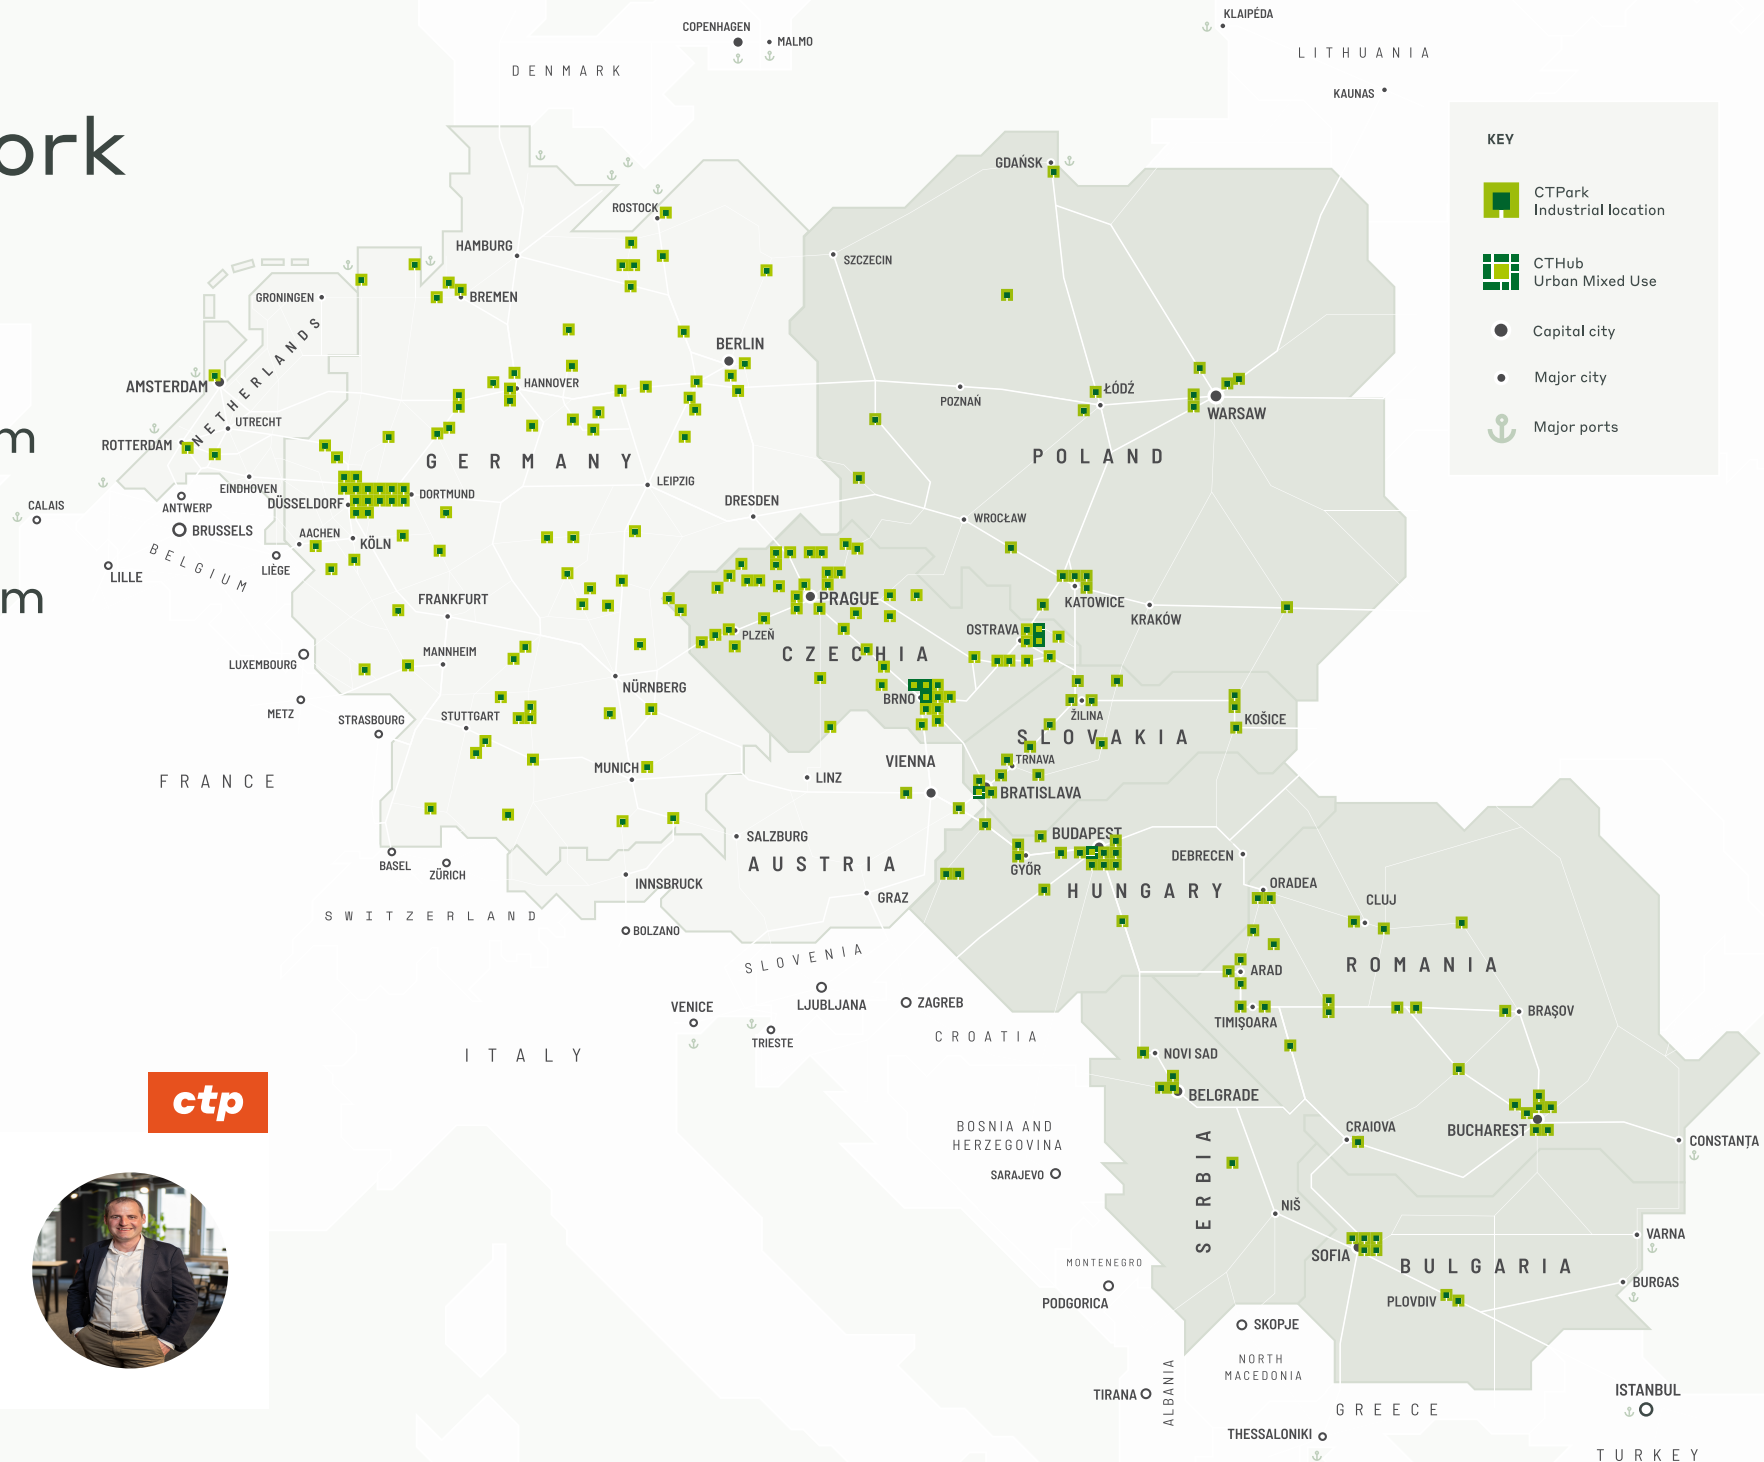 ork
m
m
KEY
CTPark
Industrial location
CTHub
Urban Mixed Use
Capital city
Major city
Major ports
COPENHAGEN
MALMO
DENMARK
KLAIPÉDA
LITHUANIA
KAUNAS
GDAŃSK
ROSTOCK
HAMBURG
SZCZECIN
GRONINGEN
BREMEN
NETHERLANDS
BERLIN
AMSTERDAM
HANNOVER
POZNAŃ
ŁÓDŹ
WARSAW
UTRECHT
ROTTERDAM
GERMANY
POLAND
EINDHOVEN
DÜSSELDORF
DORTMUND
LEIPZIG
DRESDEN
CALAIS
ANTWERP
BRUSSELS
WROCŁAW
AACHEN
KÖLN
BELGIUM
LIÈGE
LILLE
FRANKFURT
PRAGUE
KATOWICE
KRAKÓW
OSTRAVA
PLZEŇ
CZECHIA
LUXEMBOURG
MANNHEIM
NÜRNBERG
BRNO
METZ
STRASBOURG
STUTTGART
ŽILINA
KOŠICE
SLOVAKIA
FRANCE
MUNICH
LINZ
VIENNA
TRNAVA
BRATISLAVA
SALZBURG
BUDAPEST
BASEL
ZÜRICH
AUSTRIA
GYŐR
DEBRECEN
INNSBRUCK
GRAZ
HUNGARY
ORADEA
CLUJ
SWITZERLAND
BOLZANO
SLOVENIA
ROMANIA
ARAD
VENICE
LJUBLJANA
ZAGREB
TIMIŞOARA
BRAŞOV
TRIESTE
CROATIA
ITALY
NOVI SAD
BELGRADE
ctp
BOSNIA AND
HERZEGOVINA
SARAJEVO
SERBIA
CRAIOVA
BUCHAREST
CONSTANȚA
NIŠ
VARNA
SOFIA
BULGARIA
MONTENEGRO
PODGORICA
BURGAS
PLOVDIV
SKOPJE
NORTH
MACEDONIA
TIRANA
ALBANIA
GREECE
ISTANBUL
THESSALONIKI
TURKEY